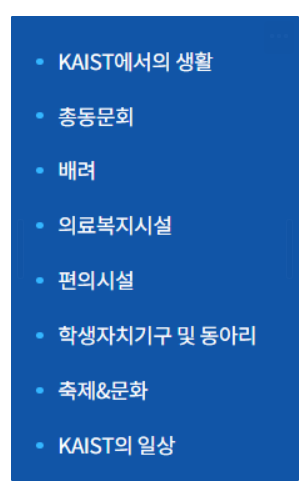 KAIST에서의 생활
총동문회
배려
의료복지시설
편의시설
학생자치기구 및 동아리
축제&문화
KAIST의 일상